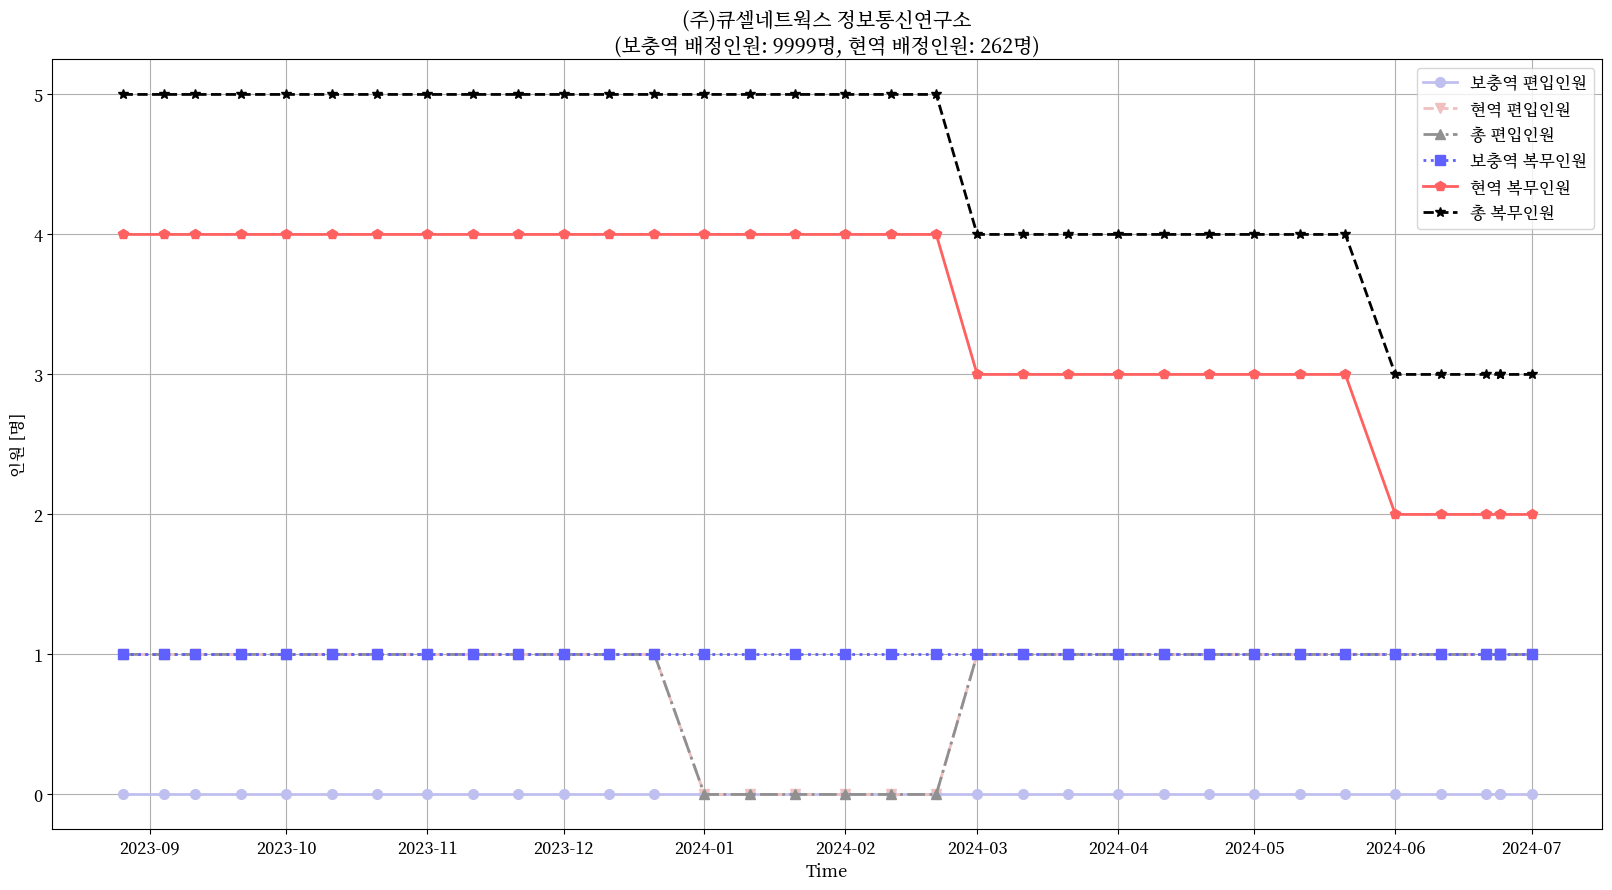 (주)큐셀네트웍스 정보통신연구소
(보충역 배정인원: 9999명, 현역 배정인원: 262명)
보충역 편입인원
현역 편입인원
총 편입인원
보충역 복무인원
현역 복무인원
총 복무인원
인원 [명]
5
4
3
2
1
0
2023-09 2023-10 2023-11 2023-12 2024-01 2024-02 2024-03 2024-04 2024-05 2024-06 2024-07
Time